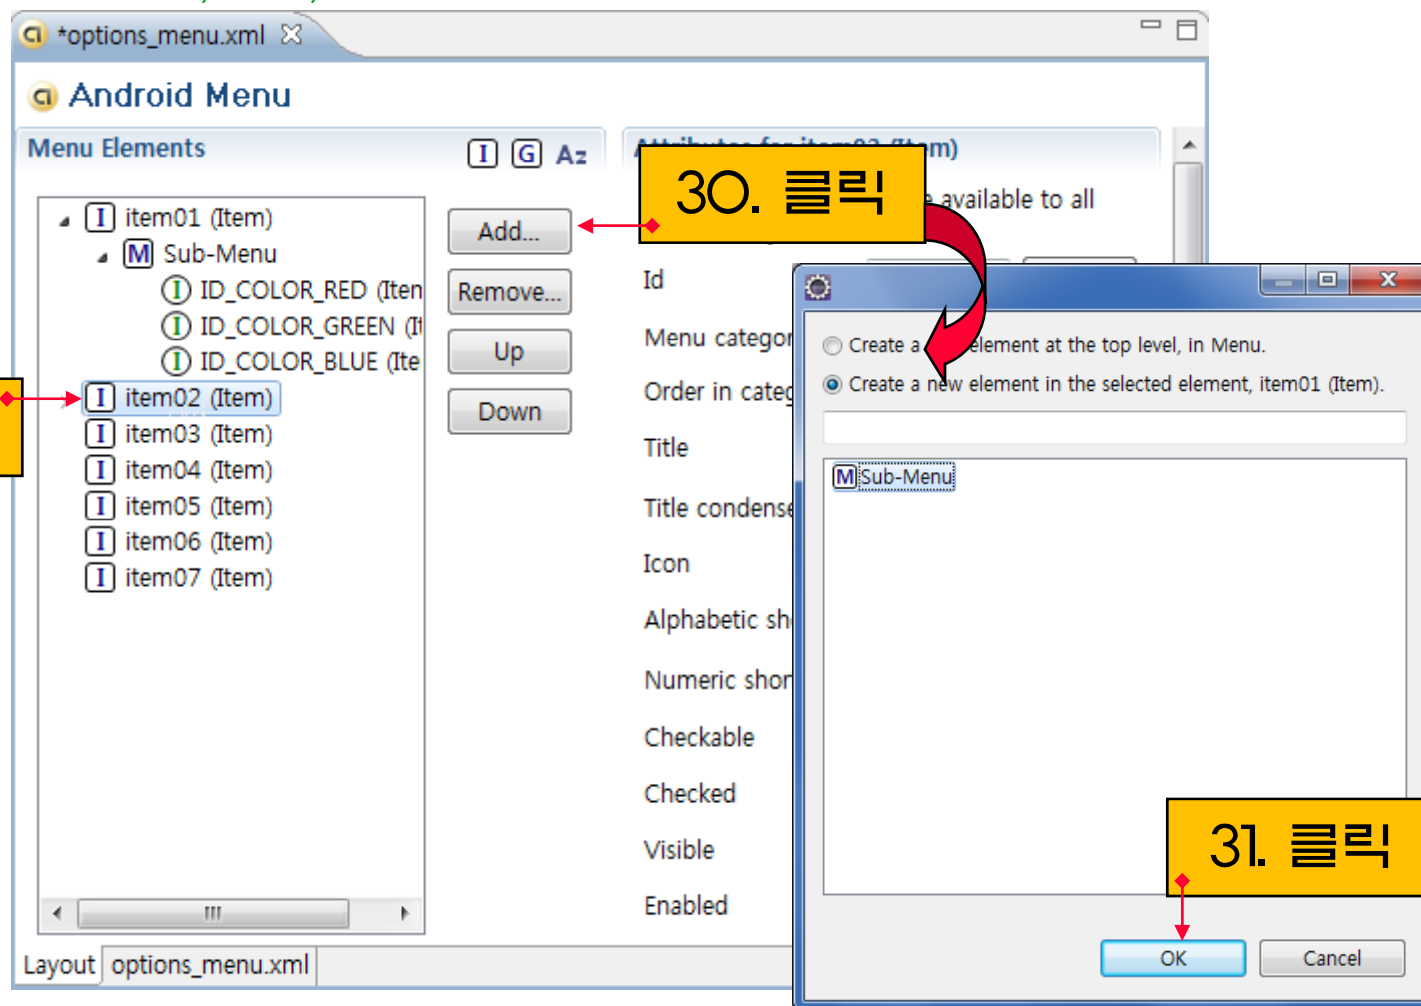 *options_menu.xml
Android Menu
Menu Elements
I G Az
(Item)
30. 클릭
available to all
I item01 (Item)
M Sub-Menu
I ID_COLOR_RED (Iten
I ID_COLOR_GREEN (It
I ID_COLOR_BLUE (Ite
I item02 (Item)
I item03 (Item)
I item04 (Item)
I item05 (Item)
I item06 (Item)
I item07 (Item)
Add...
Remove...
Up
Down
Id
Menu categor
Order in categ
Title
Title condense
Icon
Alphabetic sh
Numeric shor
Checkable
Checked
Visible
Enabled
Create a element at the top level, in Menu.
Create a new element in the selected element, item01 (Item).
M Sub-Menu
31. 클릭
OK
Cancel
Layout
options_menu.xml